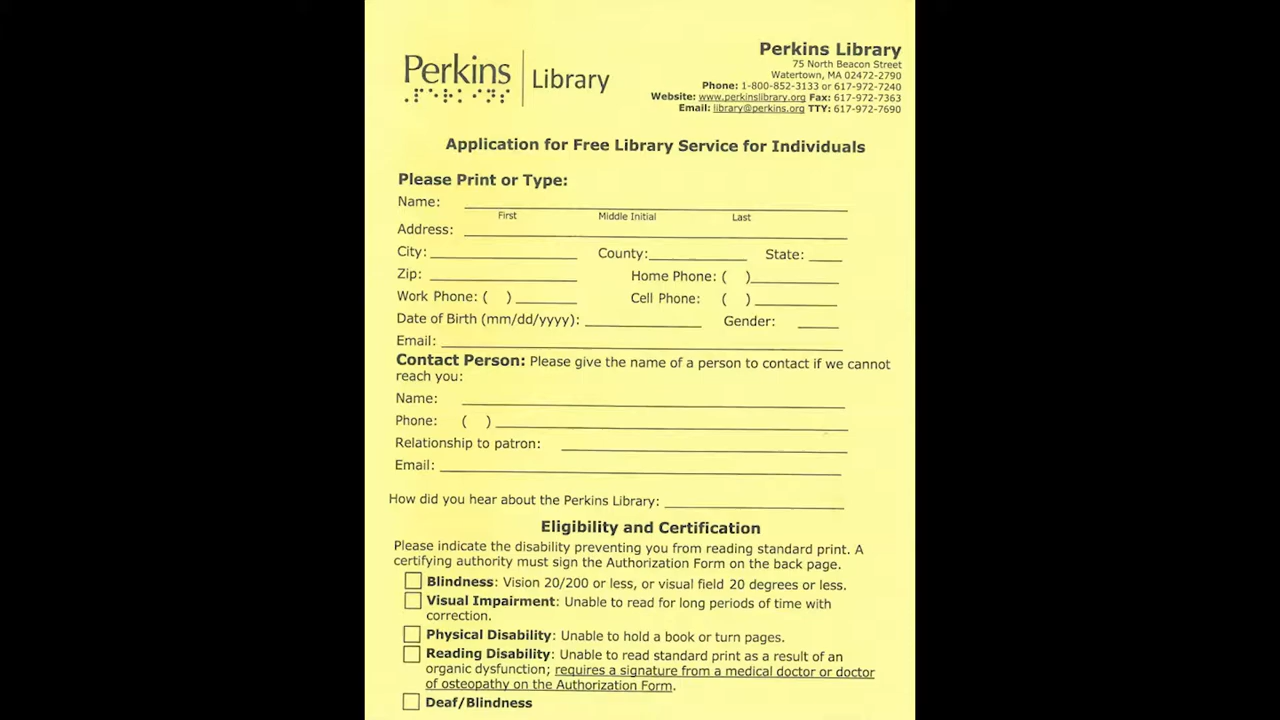 Perkins Library
Perkins | Library
75 North Beacon Street
Watertown, MA 02472-2790
Phone: 1-800-852-3133 or 617-972-7240
Website: www.perkinslibrary.org Fax: 617-972-7363
Email: library@perkins.org TTY: 617-972-7690
Application for Free Library Service for Individuals
Please Print or Type:
Name:
First Middle Initial Last
Address:
City: County: State:
Zip: Home Phone: ( )
Work Phone: ( ) Cell Phone: ( )
Date of Birth (mm/dd/yyyy): Gender:
Email:
Contact Person: Please give the name of a person to contact if we cannot
reach you:
Name:
Phone: ( )
Relationship to patron:
Email:
How did you hear about the Perkins Library:
Eligibility and Certification
Please indicate the disability preventing you from reading standard print. A
certifying authority must sign the Authorization Form on the back page.
Blindness: Vision 20/200 or less, or visual field 20 degrees or less.
Visual Impairment: Unable to read for long periods of time with
correction.
Physical Disability: Unable to hold a book or turn pages.
Reading Disability: Unable to read standard print as a result of an
organic dysfunction; requires a signature from a medical doctor or doctor
of osteopathy on the Authorization Form.
Deaf/Blindness